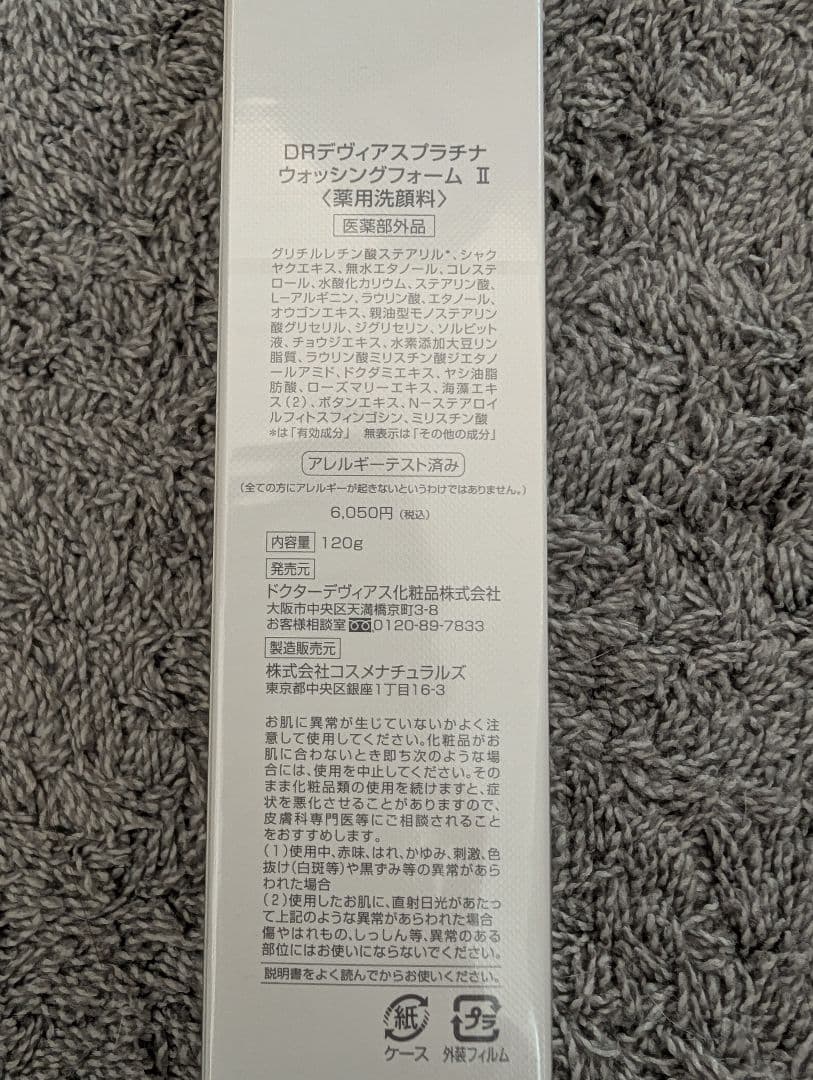 DRデヴィアスプラチナ
ウォッシングフォーム Ⅱ
〈薬用洗顔料〉
医薬部外品
グリチルレチン酸ステアリル*、シャク
ヤクエキス、無水エタノール、コレステ
ロール、水酸化カリウム、ステアリン酸、
L－アルギニン、ラウリン酸、エタノール、
オウゴンエキス、親油型モノステアリン
酸グリセリル、ジグリセリン、ソルビット
液、チョウジエキス、水素添加大豆リン
脂質、ラウリン酸ミリスチン酸ジエタノ
ールアミド、ドクダミエキス、ヤシ油脂
肪酸、ローズマリーエキス、海藻エキ
ス（2）、ボタンエキス、N－ステアロイ
ルフィトスフィンゴシン、ミリスチン酸
*は「有効成分」 無表示は「その他の成分」
アレルギーテスト済み
（全ての方にアレルギーが起きないというわけではありません。）
6,050円（税込）
内容量 120g
発売元
ドクターデヴィアス化粧品株式会社
大阪市中央区天満橋京町3-8
お客様相談室 0120-89-7833
製造販売元
株式会社コスメナチュラルズ
東京都中央区銀座1丁目16-3
お肌に異常が生じていないかよく注
意して使用してください。化粧品がお
肌に合わないとき即ち次のような場
合には、使用を中止してください。その
まま化粧品類の使用を続けますと、症
状を悪化させることがありますので、
皮膚科専門医等にご相談されること
をおすすめします。
（1）使用中、赤味、はれ、かゆみ、刺激、色
抜け（白斑等）や黒ずみ等の異常があら
われた場合
（2）使用したお肌に、直射日光があたっ
て上記のような異常があらわれた場合
傷やはれもの、しっしん等、異常のある
部位にはお使いにならないでください。
説明書をよく読んでからお使いください。
紙 プラ
ケース 外装フィルム